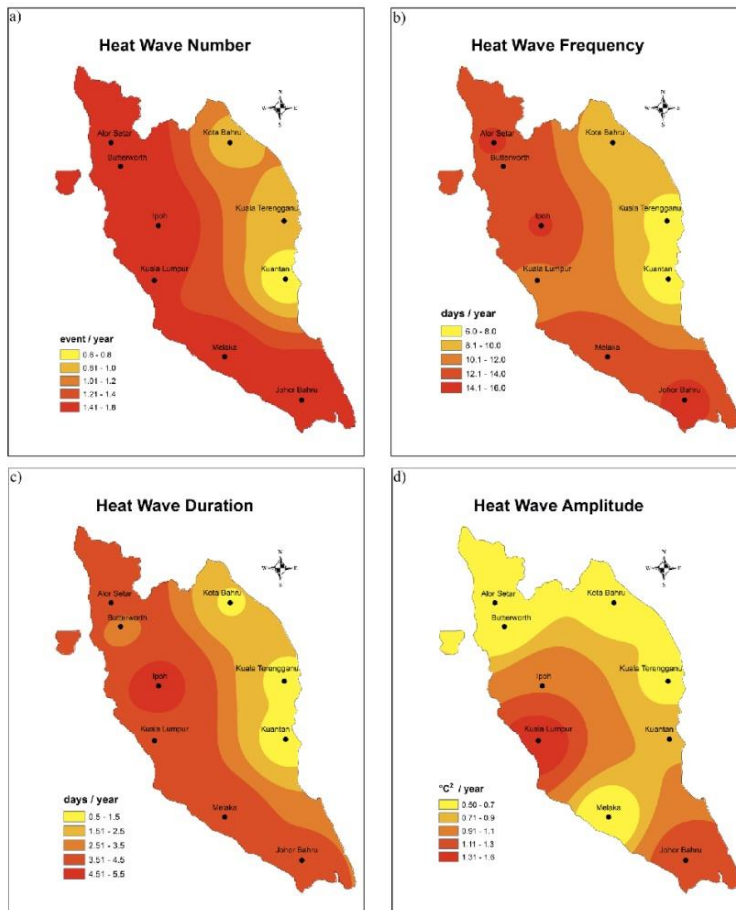 a)
Heat Wave Number
N
W E
S
Alor Setar
Kota Bahru
Butterworth
Kuala Terengganu
Ipoh
Kuala Lumpur
Kuantan
event / year
0.6 - 0.8
0.81 - 1.0
1.01 - 1.2
1.21 - 1.4
1.41 - 1.8
Melaka
Johor Bahru
b)
Heat Wave Frequency
N
W E
S
Alor Setar
Kota Bahru
Butterworth
Kuala Terengganu
Ipoh
Kuala Lumpur
Kuantan
days / year
6.0 - 8.0
8.1 - 10.0
10.1 - 12.0
12.1 - 14.0
14.1 - 16.0
Melaka
Johor Bahru
c)
Heat Wave Duration
N
W E
S
Alor Setar
Kota Bahru
Butterworth
Kuala Terengganu
Ipoh
Kuala Lumpur
Kuantan
days / year
0.5 - 1.5
1.51 - 2.5
2.51 - 3.5
3.51 - 4.5
4.51 - 5.5
Melaka
Johor Bahru
d)
Heat Wave Amplitude
N
W E
S
Alor Setar
Kota Bahru
Butterworth
Kuala Terengganu
Ipoh
Kuala Lumpur
Kuantan
°C² / year
0.50 - 0.7
0.71 - 0.9
0.91 - 1.1
1.11 - 1.3
1.31 - 1.6
Melaka
Johor Bahru